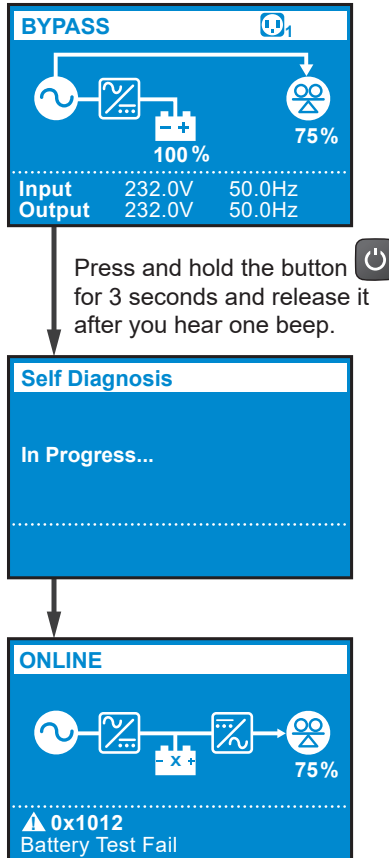 BYPASS 1
75%
100 %
Input 232.0V 50.0Hz
Output 232.0V 50.0Hz
Press and hold the button
for 3 seconds and release it
after you hear one beep.
Self Diagnosis
In Progress...
ONLINE
75%
0x1012
Battery Test Fail